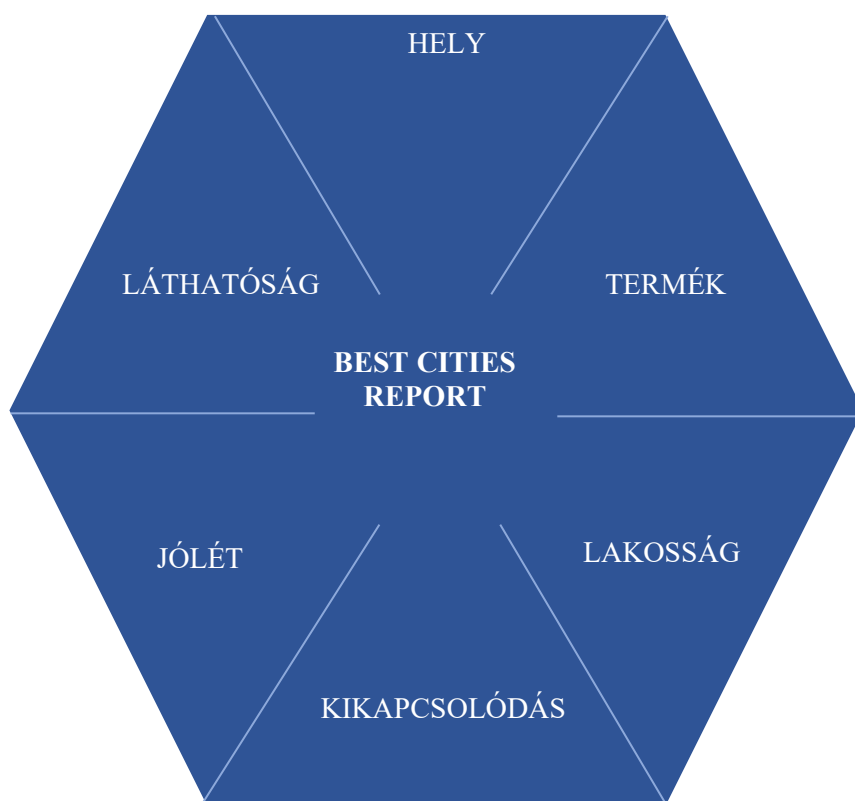 HELY
LÁTHATÓSÁG
TERMÉK
BEST CITIES
REPORT
JÓLÉT
LAKOSSÁG
KIKAPCSOLÓDÁS